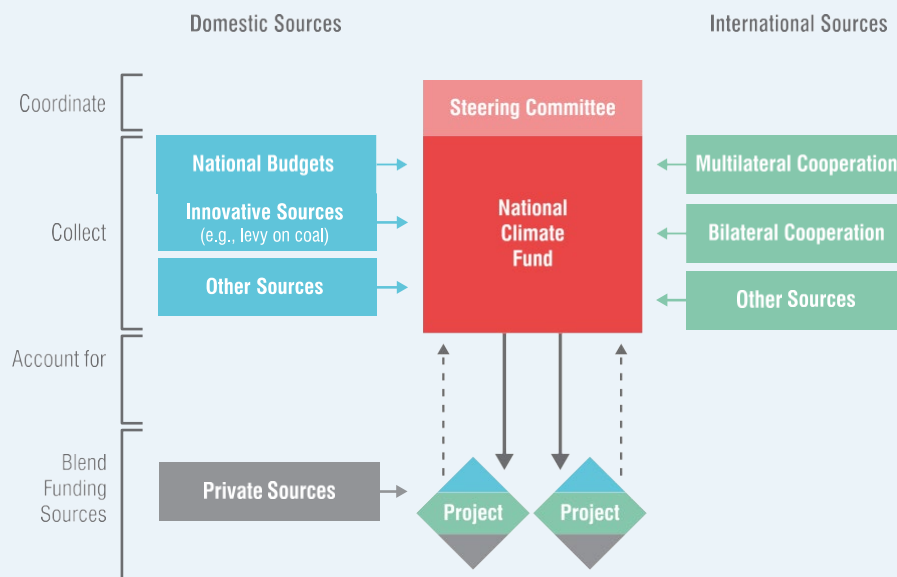 Domestic Sources
International Sources
Coordinate
Steering Committee
Collect
National Budgets
Innovative Sources
(e.g., levy on coal)
Other Sources
National
Climate
Fund
Multilateral Cooperation
Bilateral Cooperation
Other Sources
Account for
Blend
Funding
Sources
Private Sources
Project
Project